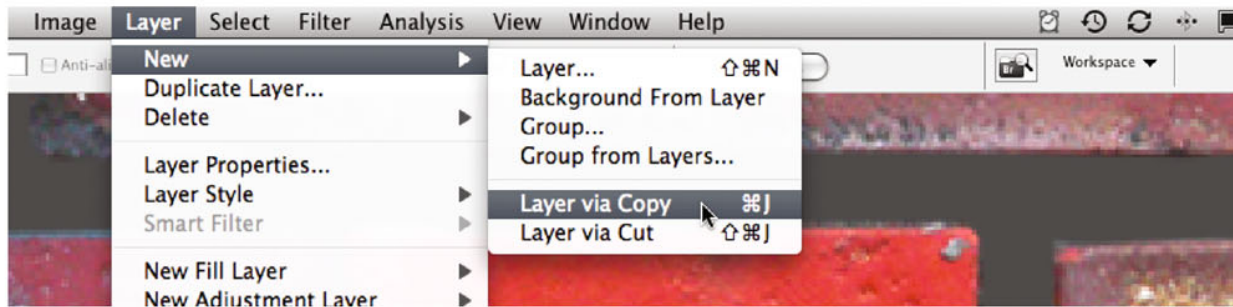 Image Layer Select Filter Analysis View Window Help
Anti-ali
Workspace
New
Duplicate Layer...
Delete
Layer Properties...
Layer Style
Smart Filter
New Fill Layer
New Adjustment Layer
Layer... ⇧⌘N
Background From Layer
Group...
Group from Layers...
Layer via Copy ⌘J
Layer via Cut ⇧⌘J